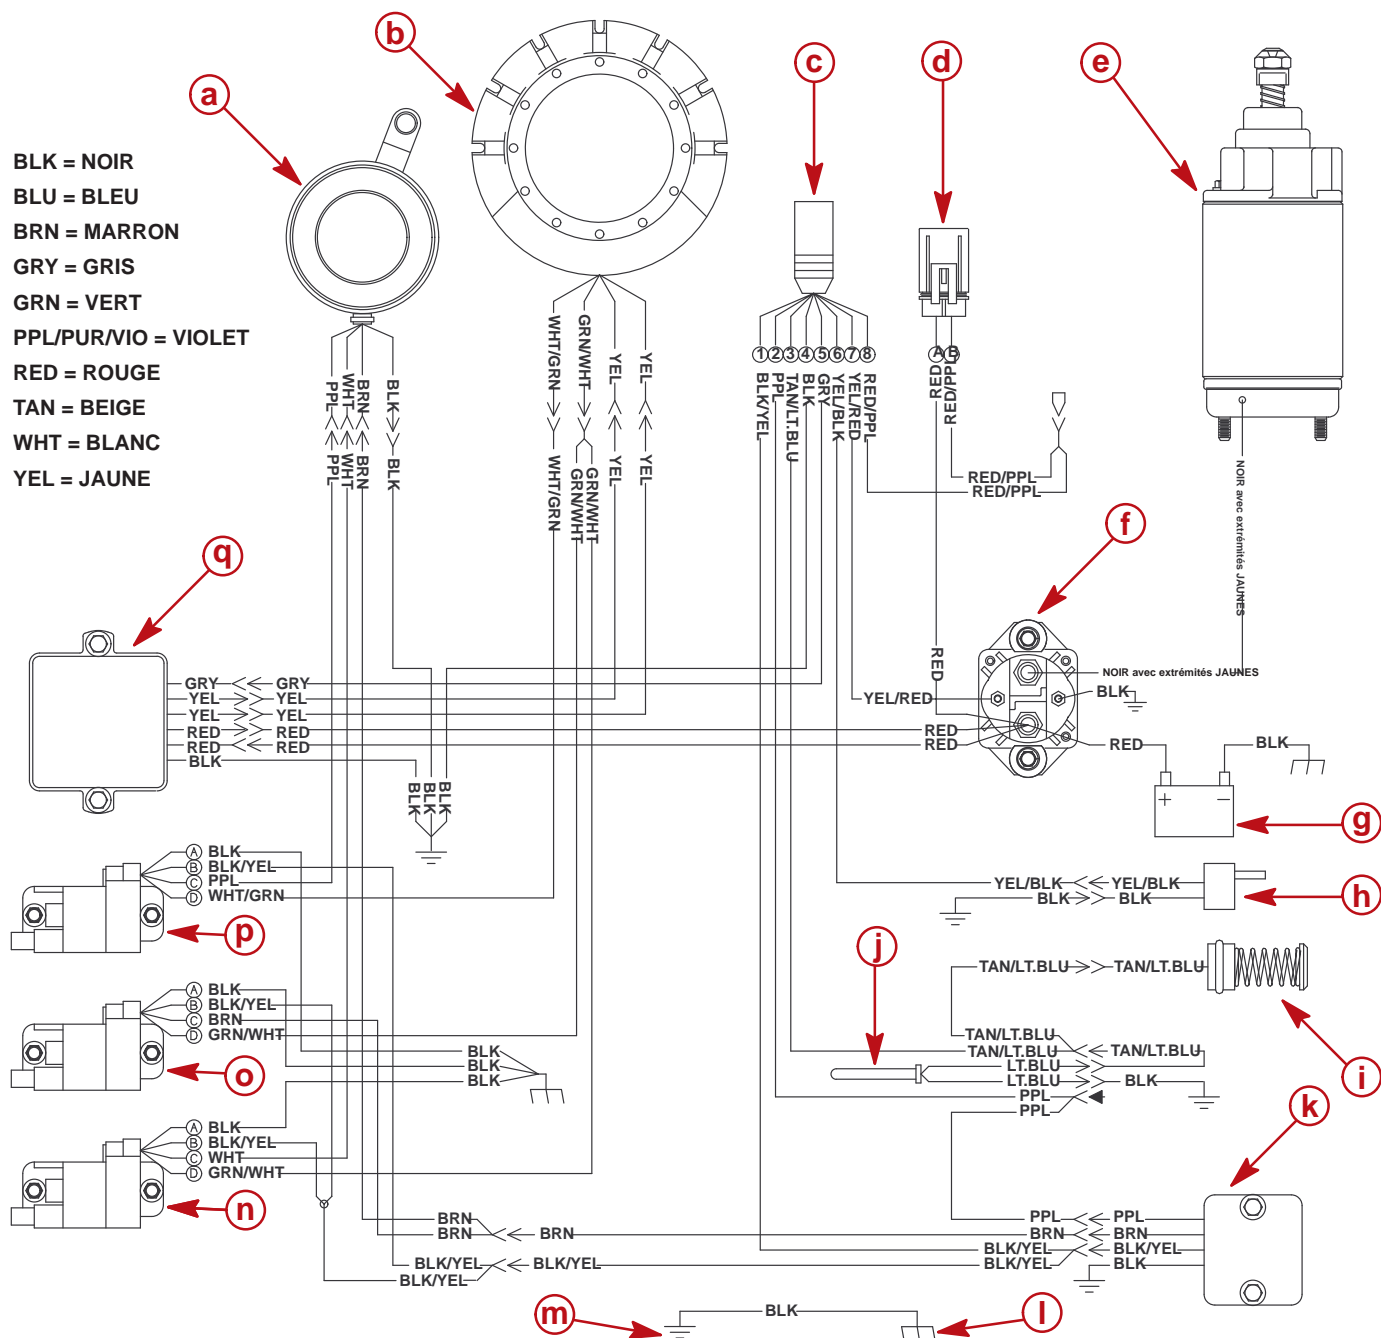 a
b
c
d
e
BLK = NOIR
BLU = BLEU
BRN = MARRON
GRY = GRIS
GRN = VERT
PPL/PUR/VIO = VIOLET
RED = ROUGE
TAN = BEIGE
WHT = BLANC
YEL = JAUNE
PPL
WHT
BRN
BLK
PPL
WHT
BRN
BLK
WHT/GRN
GRN/WHT
YEL
YEL
WHT/GRN
GRN/WHT
GRN/WHT
YEL
YEL
1 2 3 4 5 6 7 8
BLK/YEL
PPL
TAN/LT.BLU
BLK
GRY
YEL/BLK
YEL/RED
RED/PPL
A B
RED
RED/PPL
RED/PPL
RED/PPL
NOIR avec extrémités JAUNES
f
q
RED
NOIR avec extrémités JAUNES
YEL/RED
BLK
GRY GRY
YEL YEL
YEL YEL
RED RED
RED RED
BLK
RED
RED
RED
BLK
+ −
g
BLK
BLK
BLK
A BLK
B BLK/YEL
C PPL
D WHT/GRN
p
YEL/BLK YEL/BLK
BLK BLK
h
j
TAN/LT.BLU TAN/LT.BLU
i
A BLK
B BLK/YEL
C BRN
D GRN/WHT
o
BLK
BLK
BLK
TAN/LT.BLU
TAN/LT.BLU TAN/LT.BLU
LT.BLU
LT.BLU BLK
PPL
PPL
k
A BLK
B BLK/YEL
C WHT
D GRN/WHT
n
BRN
BRN BRN
BLK/YEL BLK/YEL
BLK/YEL
PPL PPL
BRN BRN
BLK/YEL BLK/YEL
BLK
m
BLK
l